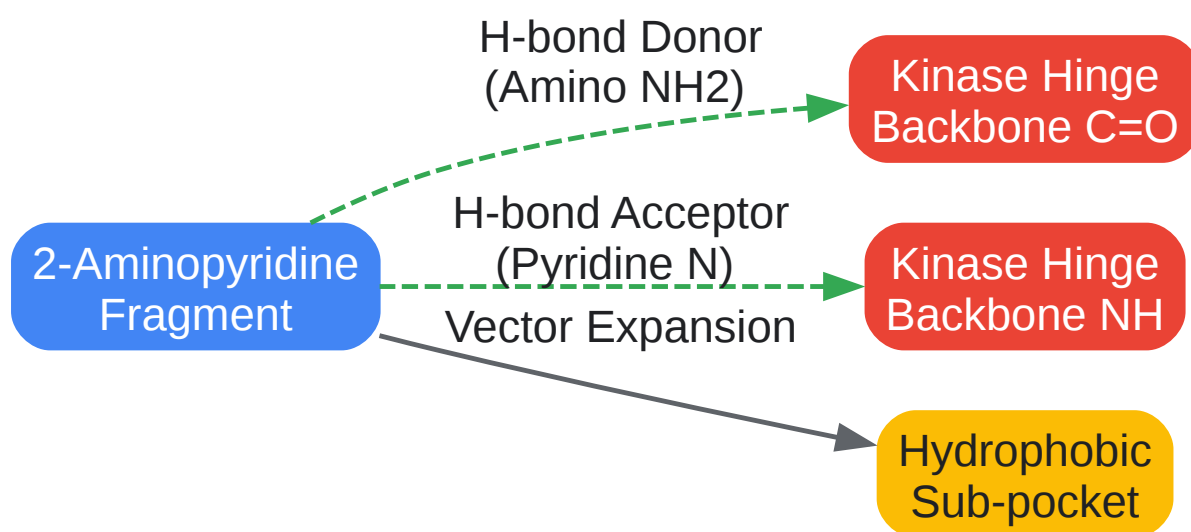 H-bond Donor
(Amino NH2)
Kinase Hinge
Backbone C=O
2-Aminopyridine
Fragment
H-bond Acceptor
(Pyridine N)
Kinase Hinge
Backbone NH
Vector Expansion
Hydrophobic
Sub-pocket